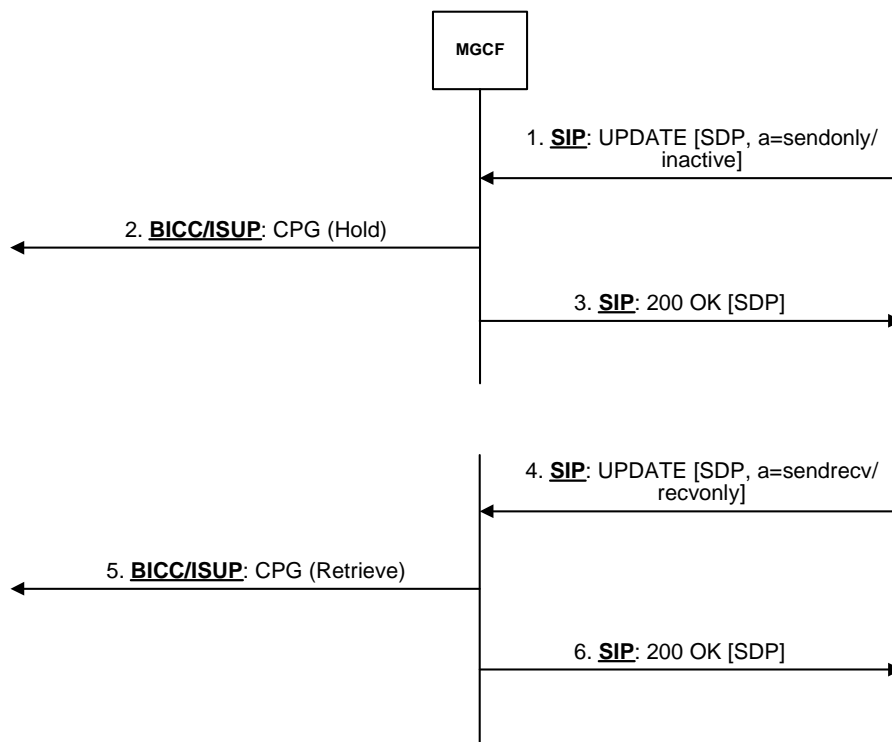 MGCF
1. SIP: UPDATE [SDP, a=sendonly/
inactive]
2. BICC/ISUP: CPG (Hold)
3. SIP: 200 OK [SDP]
4. SIP: UPDATE [SDP, a=sendrecv/
recvonly]
5. BICC/ISUP: CPG (Retrieve)
6. SIP: 200 OK [SDP]